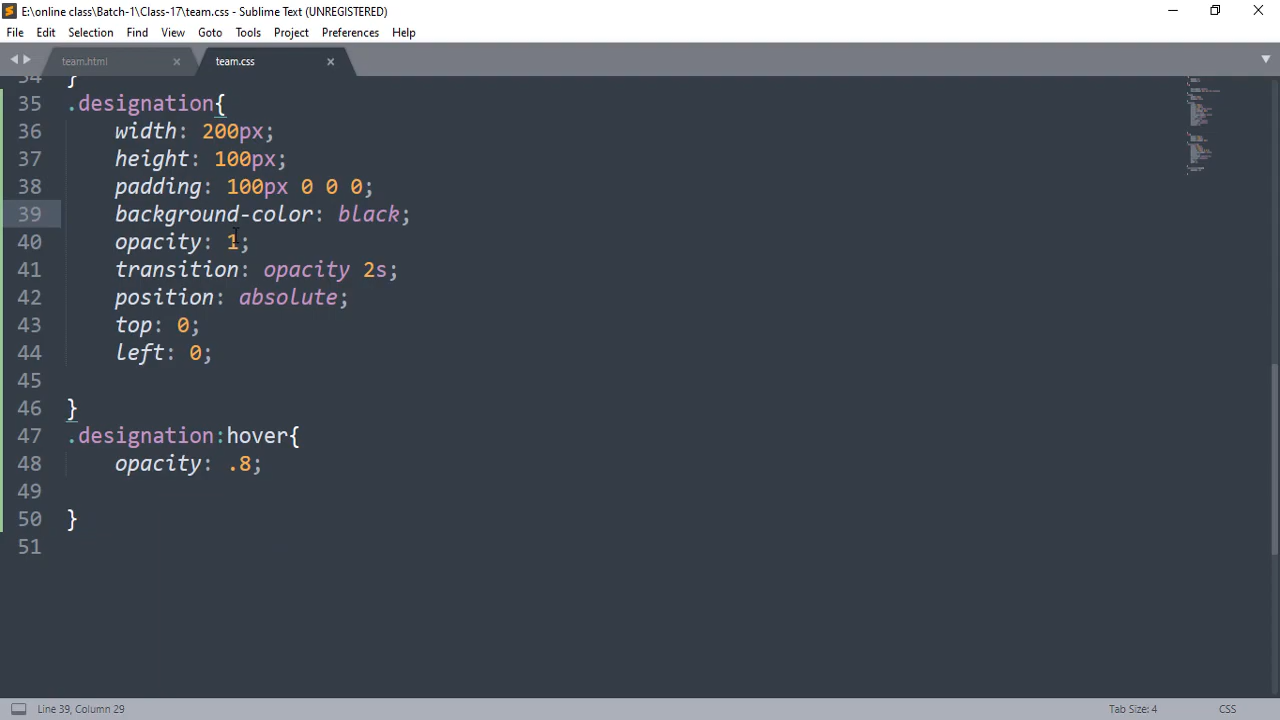 E:\online class\Batch-1\Class-17\team.css - Sublime Text (UNREGISTERED)
File Edit Selection Find View Goto Tools Project Preferences Help
team.html × team.css ×
34 }
35 .designation{
36 width: 200px;
37 height: 100px;
38 padding: 100px 0 0 0;
39 background-color: black;
40 opacity: 1;
41 transition: opacity 2s;
42 position: absolute;
43 top: 0;
44 left: 0;
45
46 }
47 .designation:hover{
48 opacity: .8;
49
50 }
51
Line 39, Column 29 Tab Size: 4 CSS